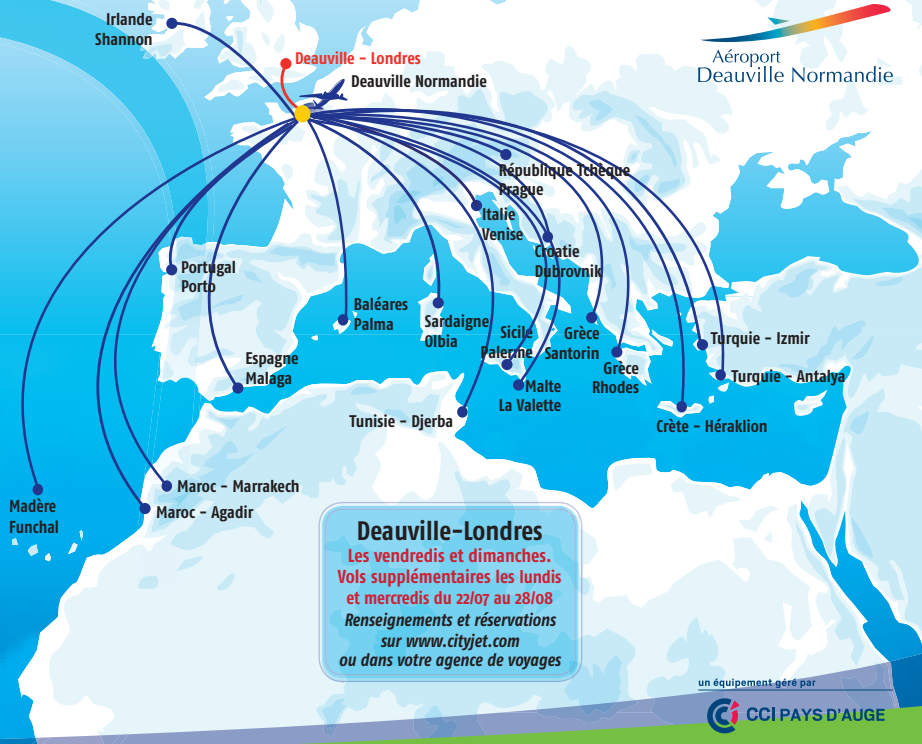 Irlande
Shannon
Deauville - Londres
Deauville Normandie
Aéroport
Deauville Normandie
République Tchèque
Prague
Italie
Venise
Croatie
Dubrovnik
Portugal
Porto
Baléares
Palma
Sardaigne
Olbia
Sicile
Palerme
Grèce
Santorin
Grèce
Rhodes
Turquie - Izmir
Turquie - Antalya
Espagne
Malaga
Malte
La Valette
Tunisie - Djerba
Crète - Héraklion
Maroc - Marrakech
Maroc - Agadir
Madère
Funchal
Deauville-Londres
Les vendredis et dimanches.
Vols supplémentaires les lundis
et mercredis du 22/07 au 28/08
Renseignements et réservations
sur www.cityjet.com
ou dans votre agence de voyages
un équipement géré par
CCI PAYS D'AUGE